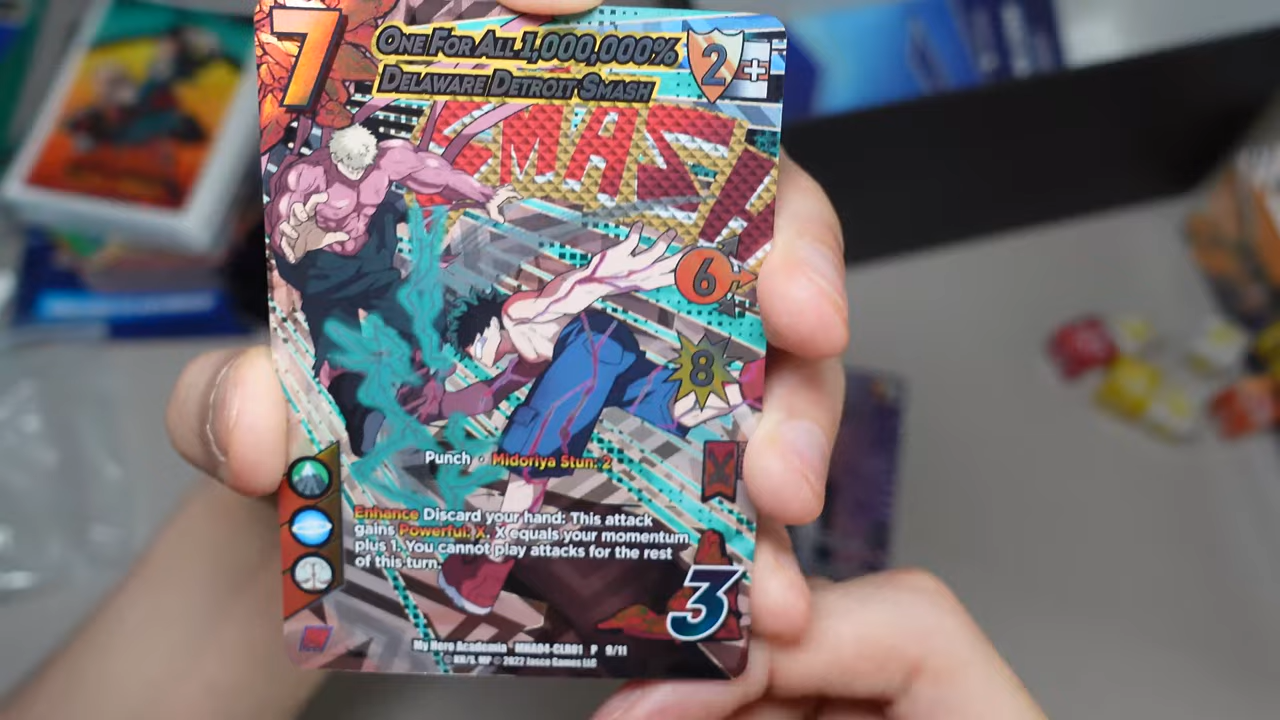 7
ONE FOR ALL 1,000,000%
DELAWARE DETROIT SMASH
2
+
SMASH!!
6
8
Punch • Midoriya Stun: 2
Enhance Discard your hand: This attack
gains Powerful: X. X equals your momentum
plus 1. You cannot play attacks for the rest
of this turn.
3
My Hero Academia MHA04-CLR01 P 9/11
© KH/S, MP © 2022 Jasco Games LLC